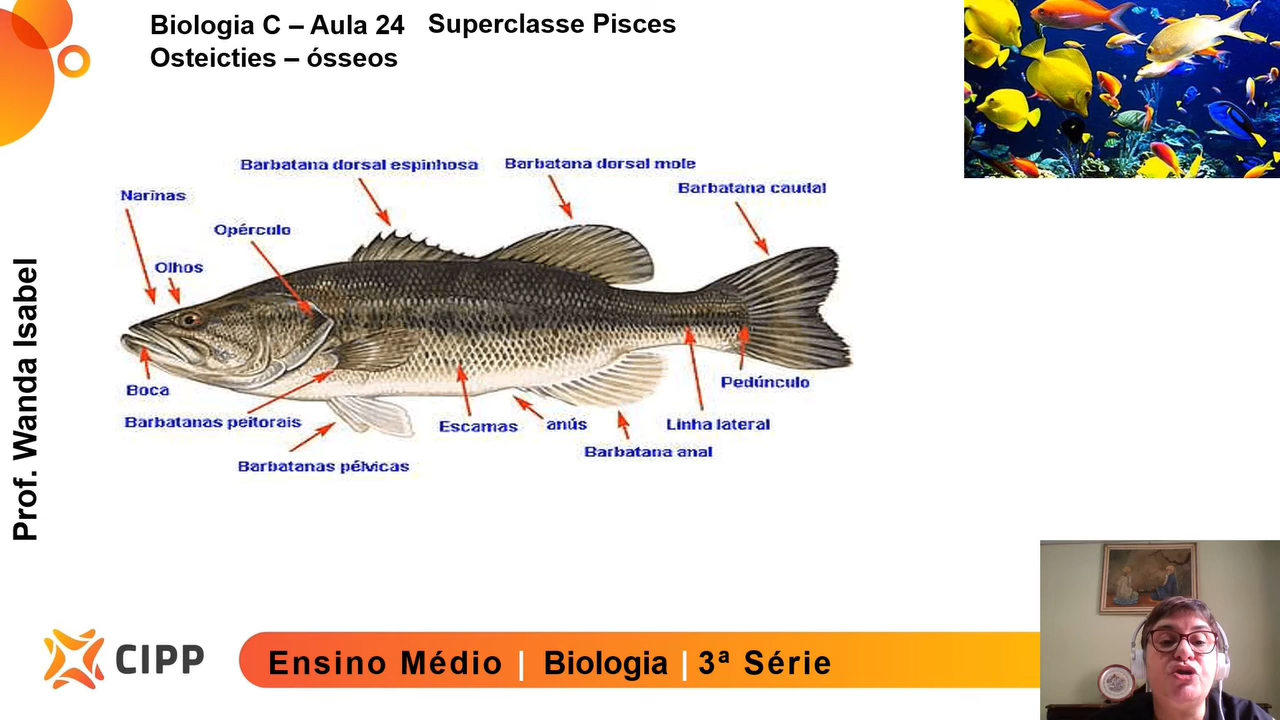 Biologia C – Aula 24 Superclasse Pisces
Osteicties – ósseos
Barbatana dorsal espinhosa
Barbatana dorsal mole
Barbatana caudal
Narinas
Opérculo
Olhos
Boca
Pedúnculo
Barbatanas peitorais
Escamas
anús
Linha lateral
Barbatana anal
Barbatanas pélvicas
Prof. Wanda Isabel
CIPP
Ensino Médio | Biologia | 3ª Série